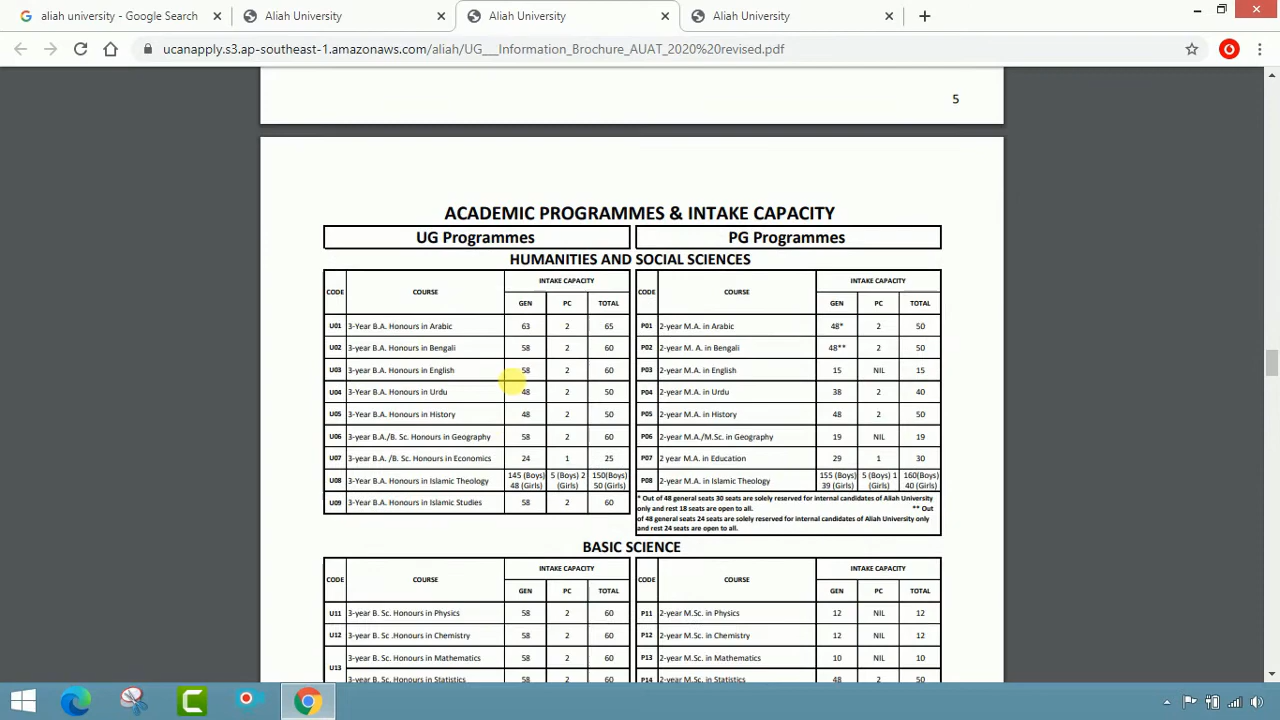 aliah university - Google Search
Aliah University
Aliah University
Aliah University
ucanapply.s3.ap-southeast-1.amazonaws.com/aliah/UG___Information_Brochure_AUAT_2020%20revised.pdf
5
ACADEMIC PROGRAMMES & INTAKE CAPACITY
UG Programmes PG Programmes
HUMANITIES AND SOCIAL SCIENCES
CODE COURSE INTAKE CAPACITY CODE COURSE INTAKE CAPACITY
GEN PC TOTAL GEN PC TOTAL
U01 3-Year B.A. Honours in Arabic 63 2 65 P01 2-year M.A. in Arabic 48* 2 50
U02 3-year B.A. Honours in Bengali 58 2 60 P02 2-year M. A. in Bengali 48** 2 50
U03 3-year B.A. Honours in English 58 2 60 P03 2-year M.A. in English 15 NIL 15
U04 3-Year B.A. Honours in Urdu 48 2 50 P04 2-year M.A. in Urdu 38 2 40
U05 3-Year B.A. Honours in History 48 2 50 P05 2-year M.A. in History 48 2 50
U06 3-year B.A./B. Sc. Honours in Geography 58 2 60 P06 2-year M.A./M.Sc. in Geography 19 NIL 19
U07 3-year B.A. /B. Sc. Honours in Economics 24 1 25 P07 2 year M.A. in Education 29 1 30
U08 3-Year B.A. Honours in Islamic Theology 145 (Boys) 48 (Girls) 5 (Boys) 2 (Girls) 150(Boys) 50 (Girls) P08 2-year M.A. in Islamic Theology 155 (Boys) 39 (Girls) 5 (Boys) 1 (Girls) 160(Boys) 40 (Girls)
U09 3-Year B.A. Honours in Islamic Studies 58 2 60
* Out of 48 general seats 30 seats are solely reserved for internal candidates of Aliah University
only and rest 18 seats are open to all. ** Out
of 48 general seats 24 seats are solely reserved for internal candidates of Aliah University only
and rest 24 seats are open to all.
BASIC SCIENCE
CODE COURSE INTAKE CAPACITY CODE COURSE INTAKE CAPACITY
GEN PC TOTAL GEN PC TOTAL
U11 3-year B. Sc. Honours in Physics 58 2 60 P11 2-year M.Sc. in Physics 12 NIL 12
U12 3-year B. Sc .Honours in Chemistry 58 2 60 P12 2-year M.Sc. in Chemistry 12 NIL 12
U13 3-year B. Sc. Honours in Mathematics 58 2 60 P13 2-year M.Sc. in Mathematics 10 NIL 10
3-year B. Sc. Honours in Statistics 58 2 60 P14 2-year M.Sc. in Statistics 48 2 50